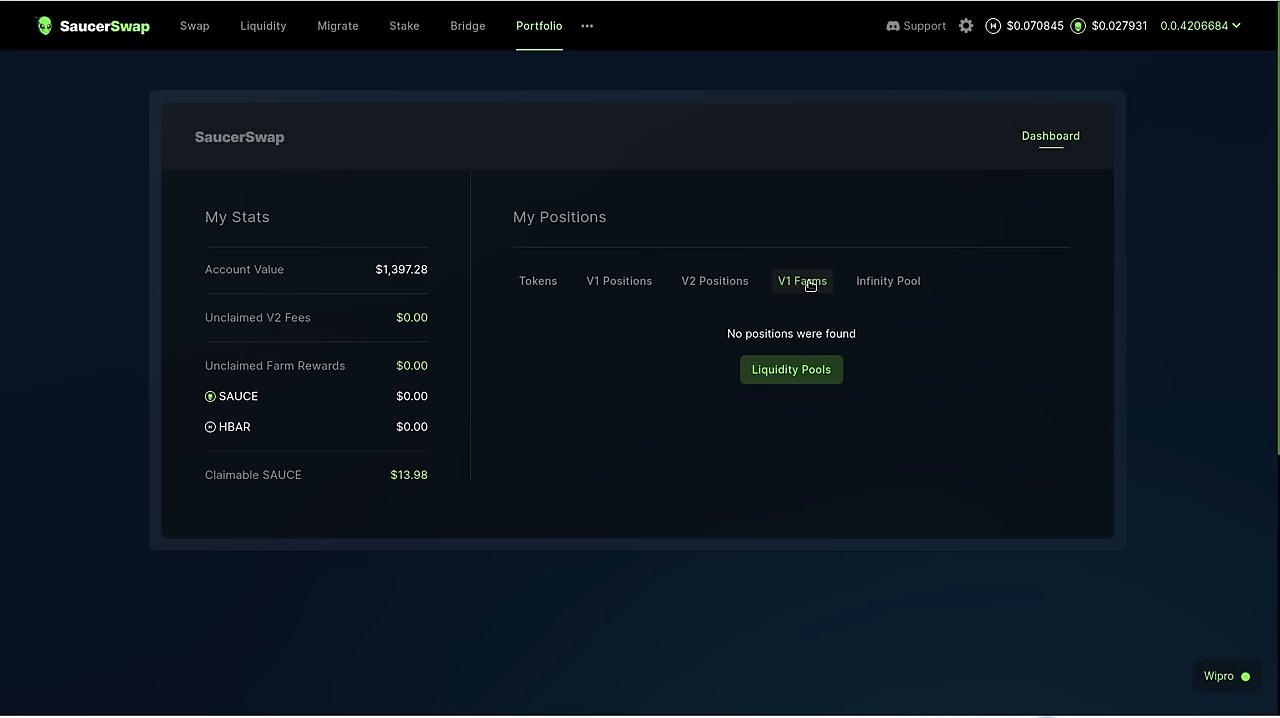 SaucerSwap Swap Liquidity Migrate Stake Bridge Portfolio ••• Support $0.070845 $0.027931 0.0.4206684
SaucerSwap Dashboard
My Stats
Account Value $1,397.28
Unclaimed V2 Fees $0.00
Unclaimed Farm Rewards $0.00
SAUCE $0.00
HBAR $0.00
Claimable SAUCE $13.98
My Positions
Tokens V1 Positions V2 Positions V1 Farms Infinity Pool
No positions were found
Liquidity Pools
Wipro